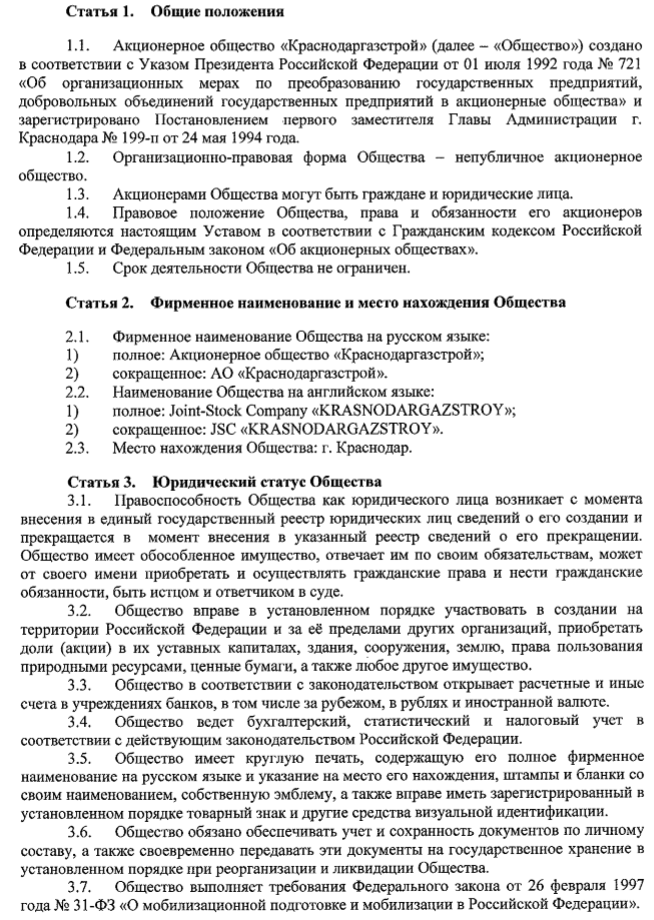 Статья 1. Общие положения
1.1. Акционерное общество «Краснодаргазстрой» (далее – «Общество») создано
в соответствии с Указом Президента Российской Федерации от 01 июля 1992 года № 721
«Об организационных мерах по преобразованию государственных предприятий,
добровольных объединений государственных предприятий в акционерные общества» и
зарегистрировано Постановлением первого заместителя Главы Администрации г.
Краснодара № 199-п от 24 мая 1994 года.
1.2. Организационно-правовая форма Общества – непубличное акционерное
общество.
1.3. Акционерами Общества могут быть граждане и юридические лица.
1.4. Правовое положение Общества, права и обязанности его акционеров
определяются настоящим Уставом в соответствии с Гражданским кодексом Российской
Федерации и Федеральным законом «Об акционерных обществах».
1.5. Срок деятельности Общества не ограничен.
Статья 2. Фирменное наименование и место нахождения Общества
2.1. Фирменное наименование Общества на русском языке:
1) полное: Акционерное общество «Краснодаргазстрой»;
2) сокращенное: АО «Краснодаргазстрой».
2.2. Наименование Общества на английском языке:
1) полное: Joint-Stock Company «KRASNODARGAZSTROY»;
2) сокращенное: JSC «KRASNODARGAZSTROY».
2.3. Место нахождения Общества: г. Краснодар.
Статья 3. Юридический статус Общества
3.1. Правоспособность Общества как юридического лица возникает с момента
внесения в единый государственный реестр юридических лиц сведений о его создании и
прекращается в момент внесения в указанный реестр сведений о его прекращении.
Общество имеет обособленное имущество, отвечает им по своим обязательствам, может
от своего имени приобретать и осуществлять гражданские права и нести гражданские
обязанности, быть истцом и ответчиком в суде.
3.2. Общество вправе в установленном порядке участвовать в создании на
территории Российской Федерации и за её пределами других организаций, приобретать
доли (акции) в их уставных капиталах, здания, сооружения, землю, права пользования
природными ресурсами, ценные бумаги, а также любое другое имущество.
3.3. Общество в соответствии с законодательством открывает расчетные и иные
счета в учреждениях банков, в том числе за рубежом, в рублях и иностранной валюте.
3.4. Общество ведет бухгалтерский, статистический и налоговый учет в
соответствии с действующим законодательством Российской Федерации.
3.5. Общество имеет круглую печать, содержащую его полное фирменное
наименование на русском языке и указание на место его нахождения, штампы и бланки со
своим наименованием, собственную эмблему, а также вправе иметь зарегистрированный в
установленном порядке товарный знак и другие средства визуальной идентификации.
3.6. Общество обязано обеспечивать учет и сохранность документов по личному
составу, а также своевременно передавать эти документы на государственное хранение в
установленном порядке при реорганизации и ликвидации Общества.
3.7. Общество выполняет требования Федерального закона от 26 февраля 1997
года № 31-ФЗ «О мобилизационной подготовке и мобилизации в Российской Федерации».